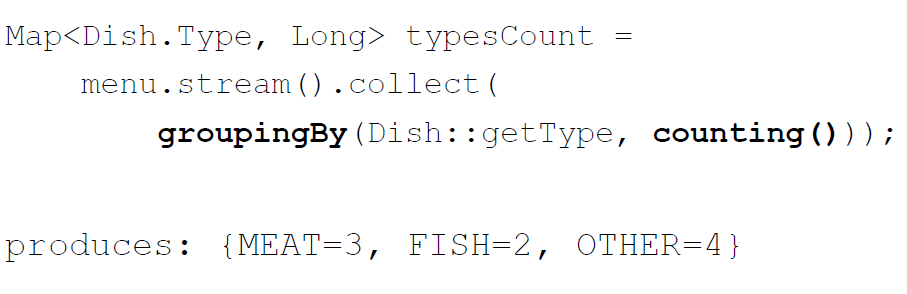 Map<Dish.Type, Long> typesCount =
menu.stream().collect(
groupingBy(Dish::getType, counting()));
produces: {MEAT=3, FISH=2, OTHER=4}